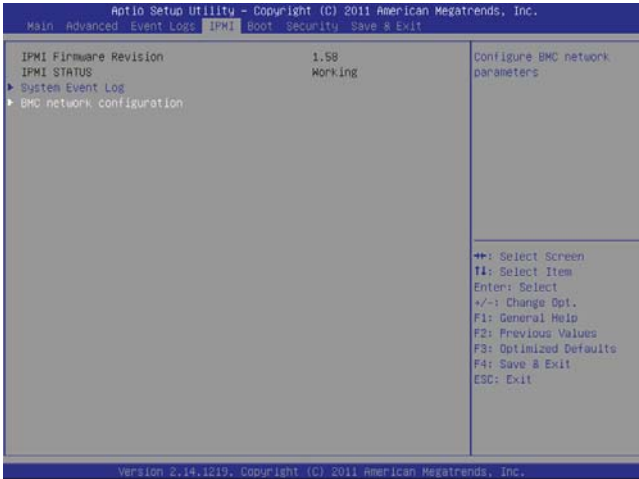 Aptio Setup Utility - Copyright (C) 2011 American Megatrends, Inc.
Main Advanced Event Logs IPMI Boot Security Save & Exit
IPMI Firmware Revision 1.58
IPMI STATUS Working
System Event Log
BMC network configuration
Configure BMC network
parameters
→←: Select Screen
↑↓: Select Item
Enter: Select
+/-: Change Opt.
F1: General Help
F2: Previous Values
F3: Optimized Defaults
F4: Save & Exit
ESC: Exit
Version 2.14.1219. Copyright (C) 2011 American Megatrends, Inc.